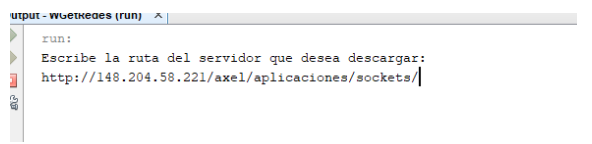 Output - WGetRedes (run)
run:
Escribe la ruta del servidor que desea descargar:
http://148.204.58.221/axel/aplicaciones/sockets/